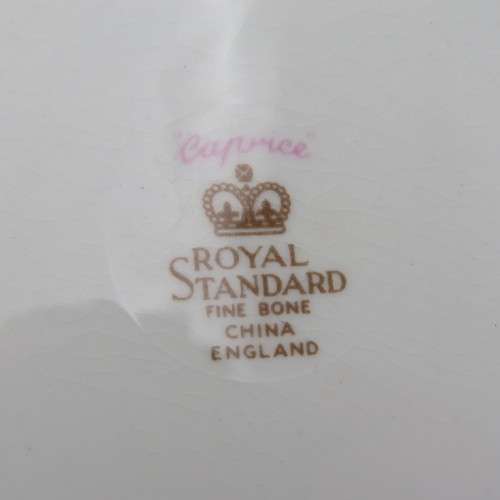 "Caprice"
ROYAL
STANDARD
FINE BONE
CHINA
ENGLAND